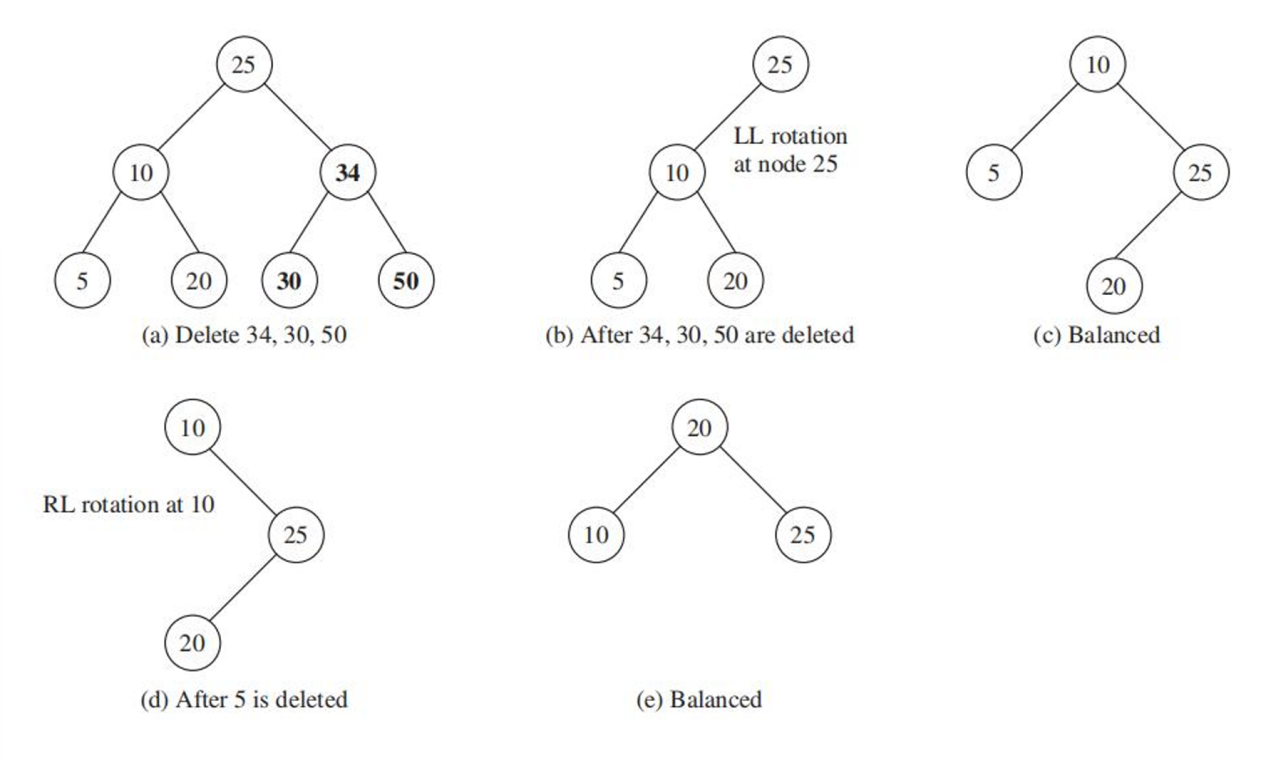 25
10
34
5
20
30
50
(a) Delete 34, 30, 50
25
LL rotation
at node 25
10
5
20
(b) After 34, 30, 50 are deleted
10
5
25
20
(c) Balanced
10
RL rotation at 10
25
20
(d) After 5 is deleted
20
10
25
(e) Balanced